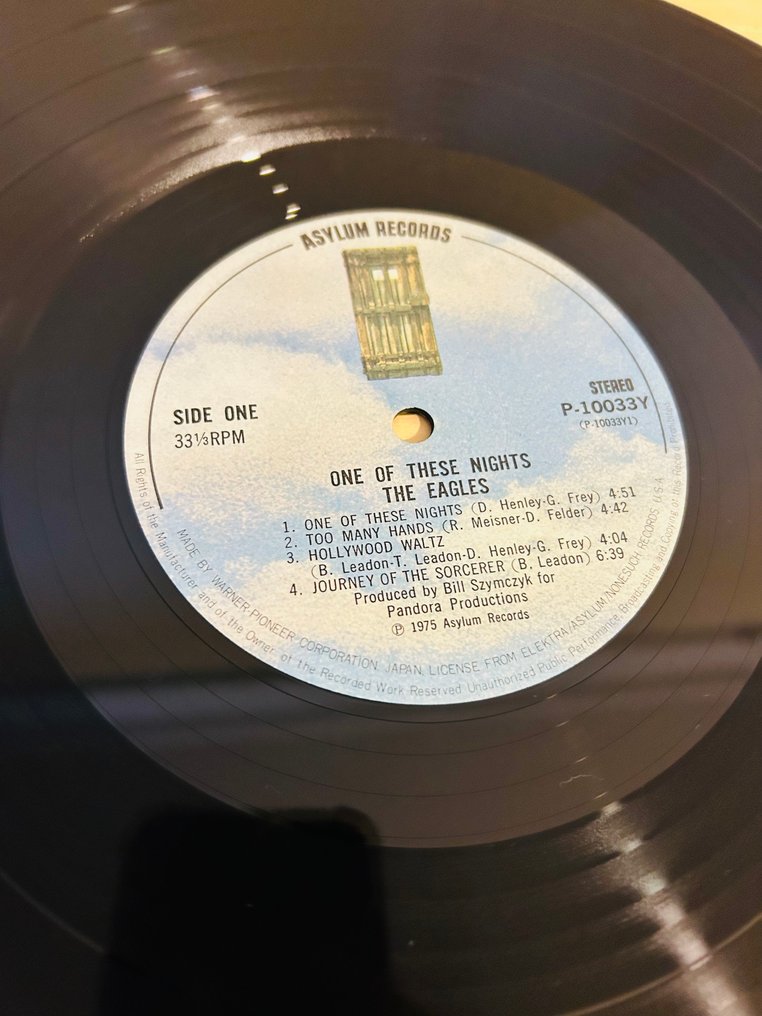 ASYLUM RECORDS
SIDE ONE
33⅓RPM
STEREO
P-10033Y
(P-10033Y1)
ONE OF THESE NIGHTS
THE EAGLES
1. ONE OF THESE NIGHTS (D. Henley-G. Frey) 4:51
2. TOO MANY HANDS (R. Meisner-D. Felder) 4:42
3. HOLLYWOOD WALTZ
(B. Leadon-T. Leadon-D. Henley-G. Frey) 4:04
4. JOURNEY OF THE SORCERER (B. Leadon) 6:39
Produced by Bill Szymczyk for
Pandora Productions
Ⓟ 1975 Asylum Records
MADE BY WARNER-PIONEER CORPORATION JAPAN. LICENSE FROM ELEKTRA/ASYLUM/NONESUCH RECORDS U·S·A
All Rights of the Manufacturer and of the Owner of the Recorded Work Reserved Unauthorized Public Performance, Broadcasting and Copying of this Record Prohibited